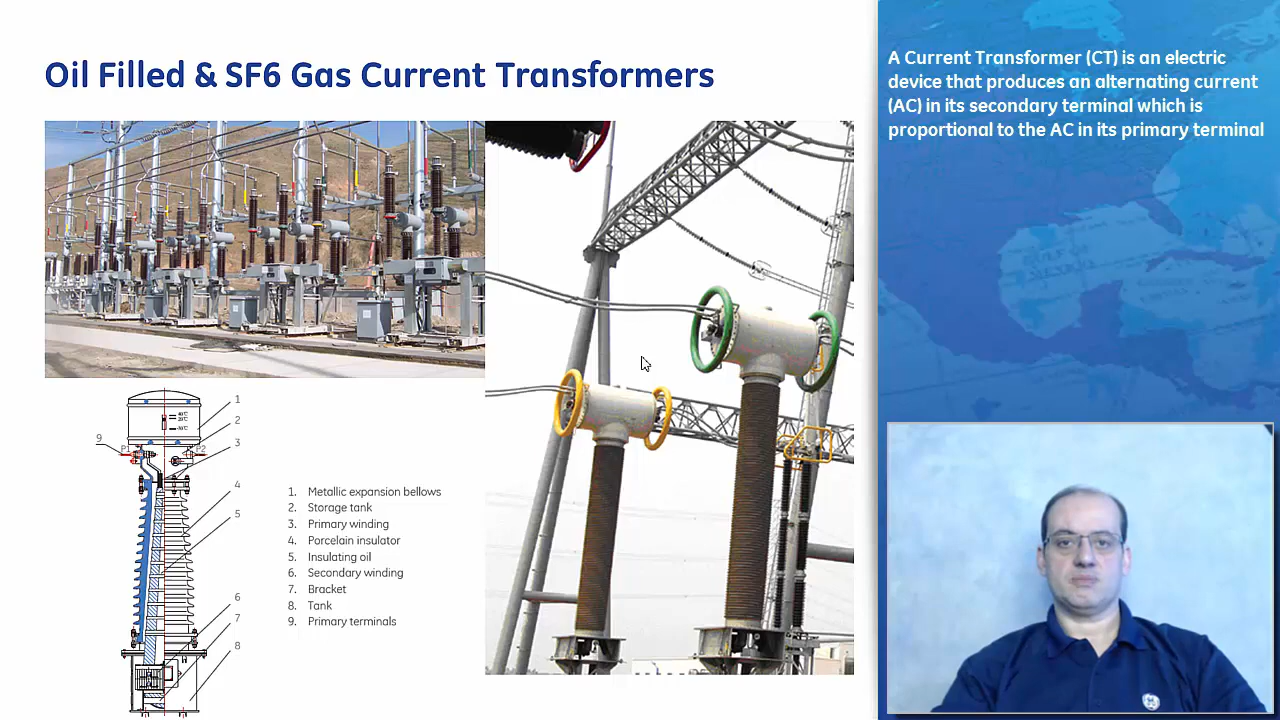 Oil Filled & SF6 Gas Current Transformers
A Current Transformer (CT) is an electric
device that produces an alternating current
(AC) in its secondary terminal which is
proportional to the AC in its primary terminal
1
2
3
4
5
6
7
8
9
P1
P2
1. Metallic expansion bellows
2. Storage tank
3. Primary winding
4. Porcelain insulator
5. Insulating oil
6. Secondary winding
7. Bracket
8. Tank
9. Primary terminals